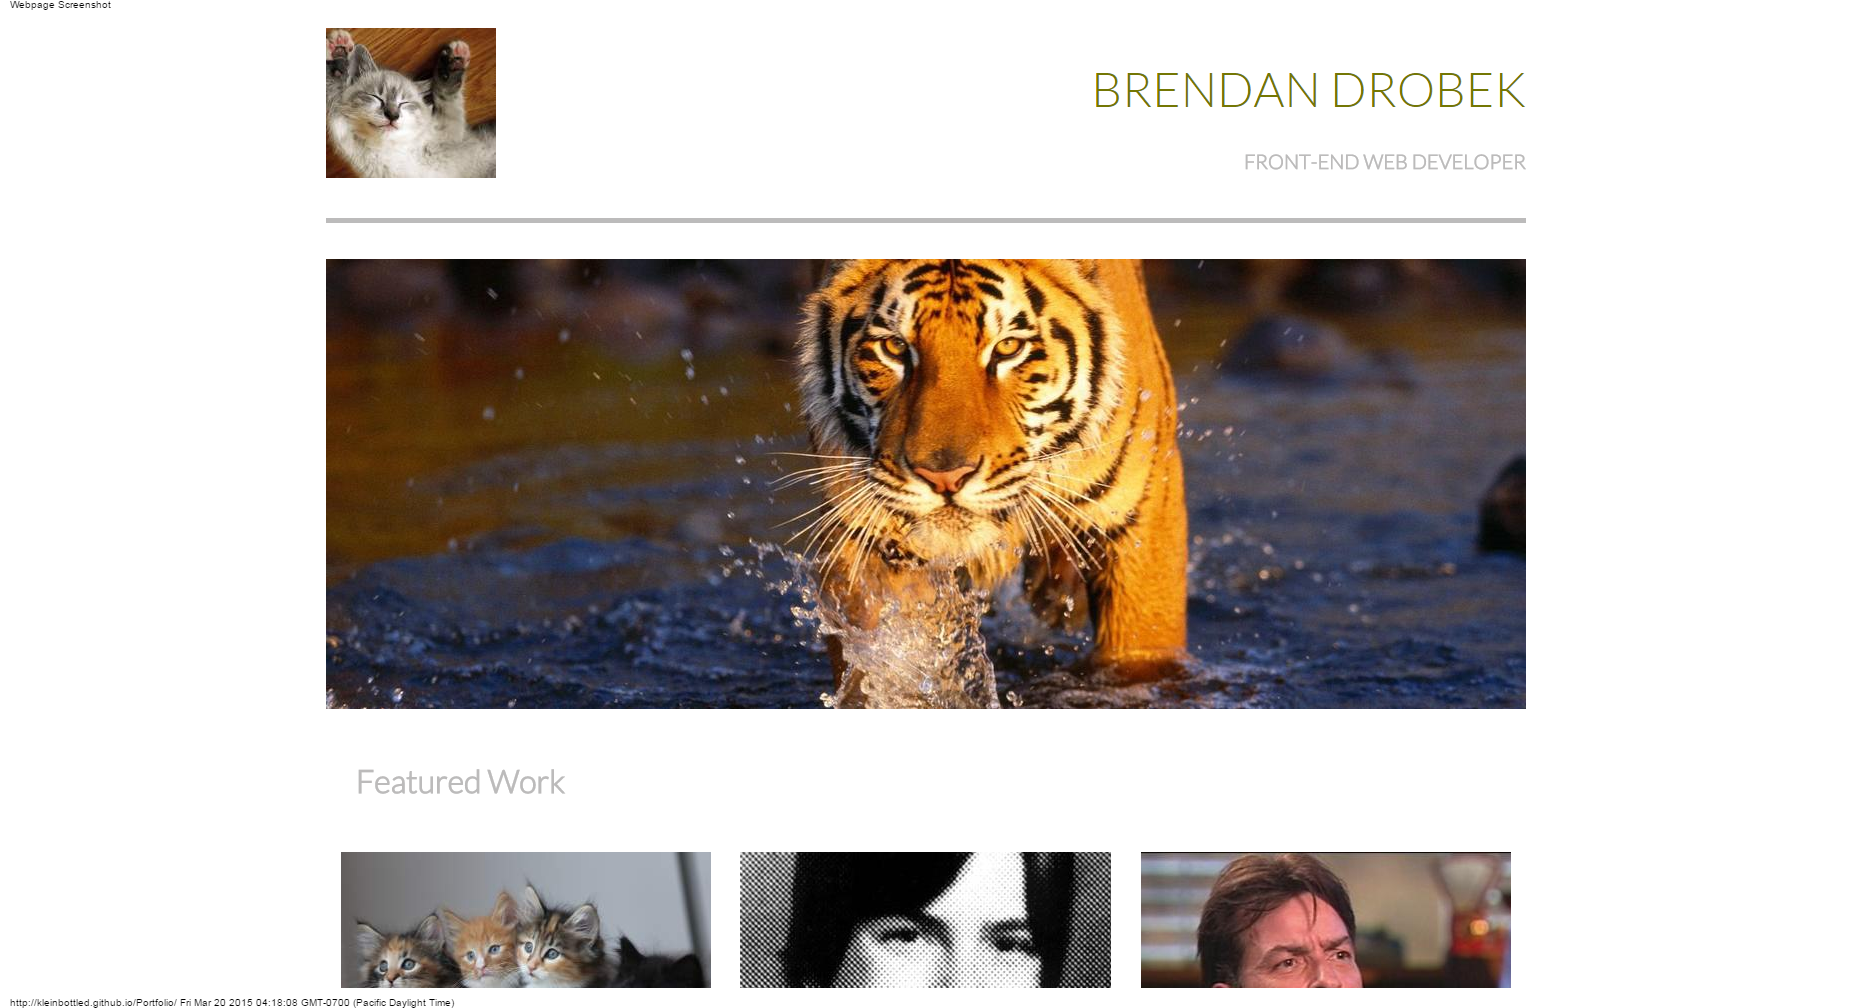 Webpage Screenshot
BRENDAN DROBEK
FRONT-END WEB DEVELOPER
Featured Work
http://kleinbottled.github.io/Portfolio/ Fri Mar 20 2015 04:18:08 GMT-0700 (Pacific Daylight Time)